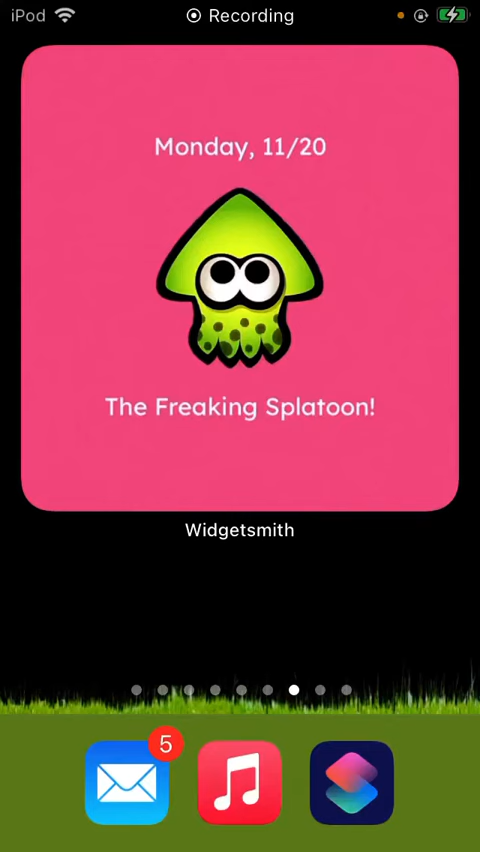 iPod
Recording
Monday, 11/20
The Freaking Splatoon!
Widgetsmith
5